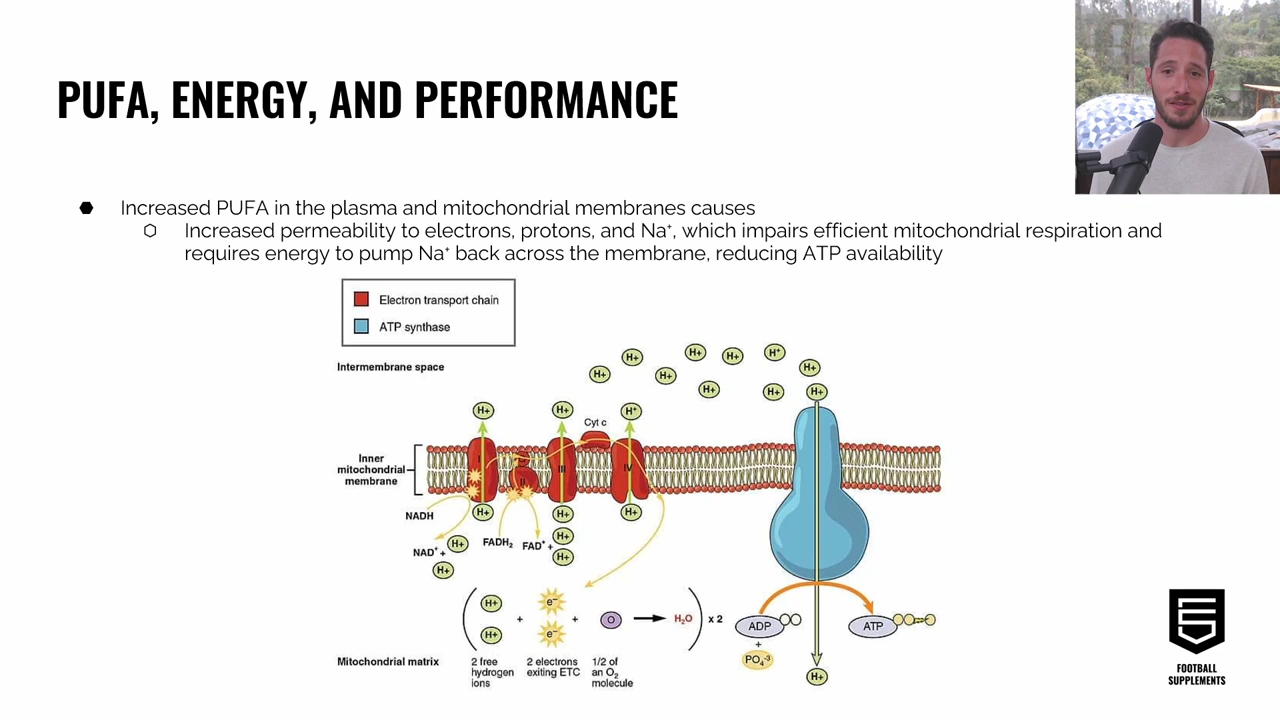 PUFA, ENERGY, AND PERFORMANCE
Increased PUFA in the plasma and mitochondrial membranes causes
Increased permeability to electrons, protons, and Na⁺, which impairs efficient mitochondrial respiration and
requires energy to pump Na⁺ back across the membrane, reducing ATP availability
Electron transport chain
ATP synthase
Intermembrane space
H+ H+ H+ H+ H+ H⁺ H+ H+ H+ H+
H+ H+ H⁺
Cyt c
Inner
mitochondrial
membrane
I II III IV
NADH
H+ H+ H+
NAD⁺ + H+
H+
FADH₂ FAD⁺ + H+
H+
H+ + e⁻ + O → H₂O x 2
H+ e⁻
ADP ATP
+
PO₄⁻³
H+
Mitochondrial matrix
2 free
hydrogen
ions
2 electrons
exiting ETC
1/2 of
an O₂
molecule
FOOTBALL
SUPPLEMENTS